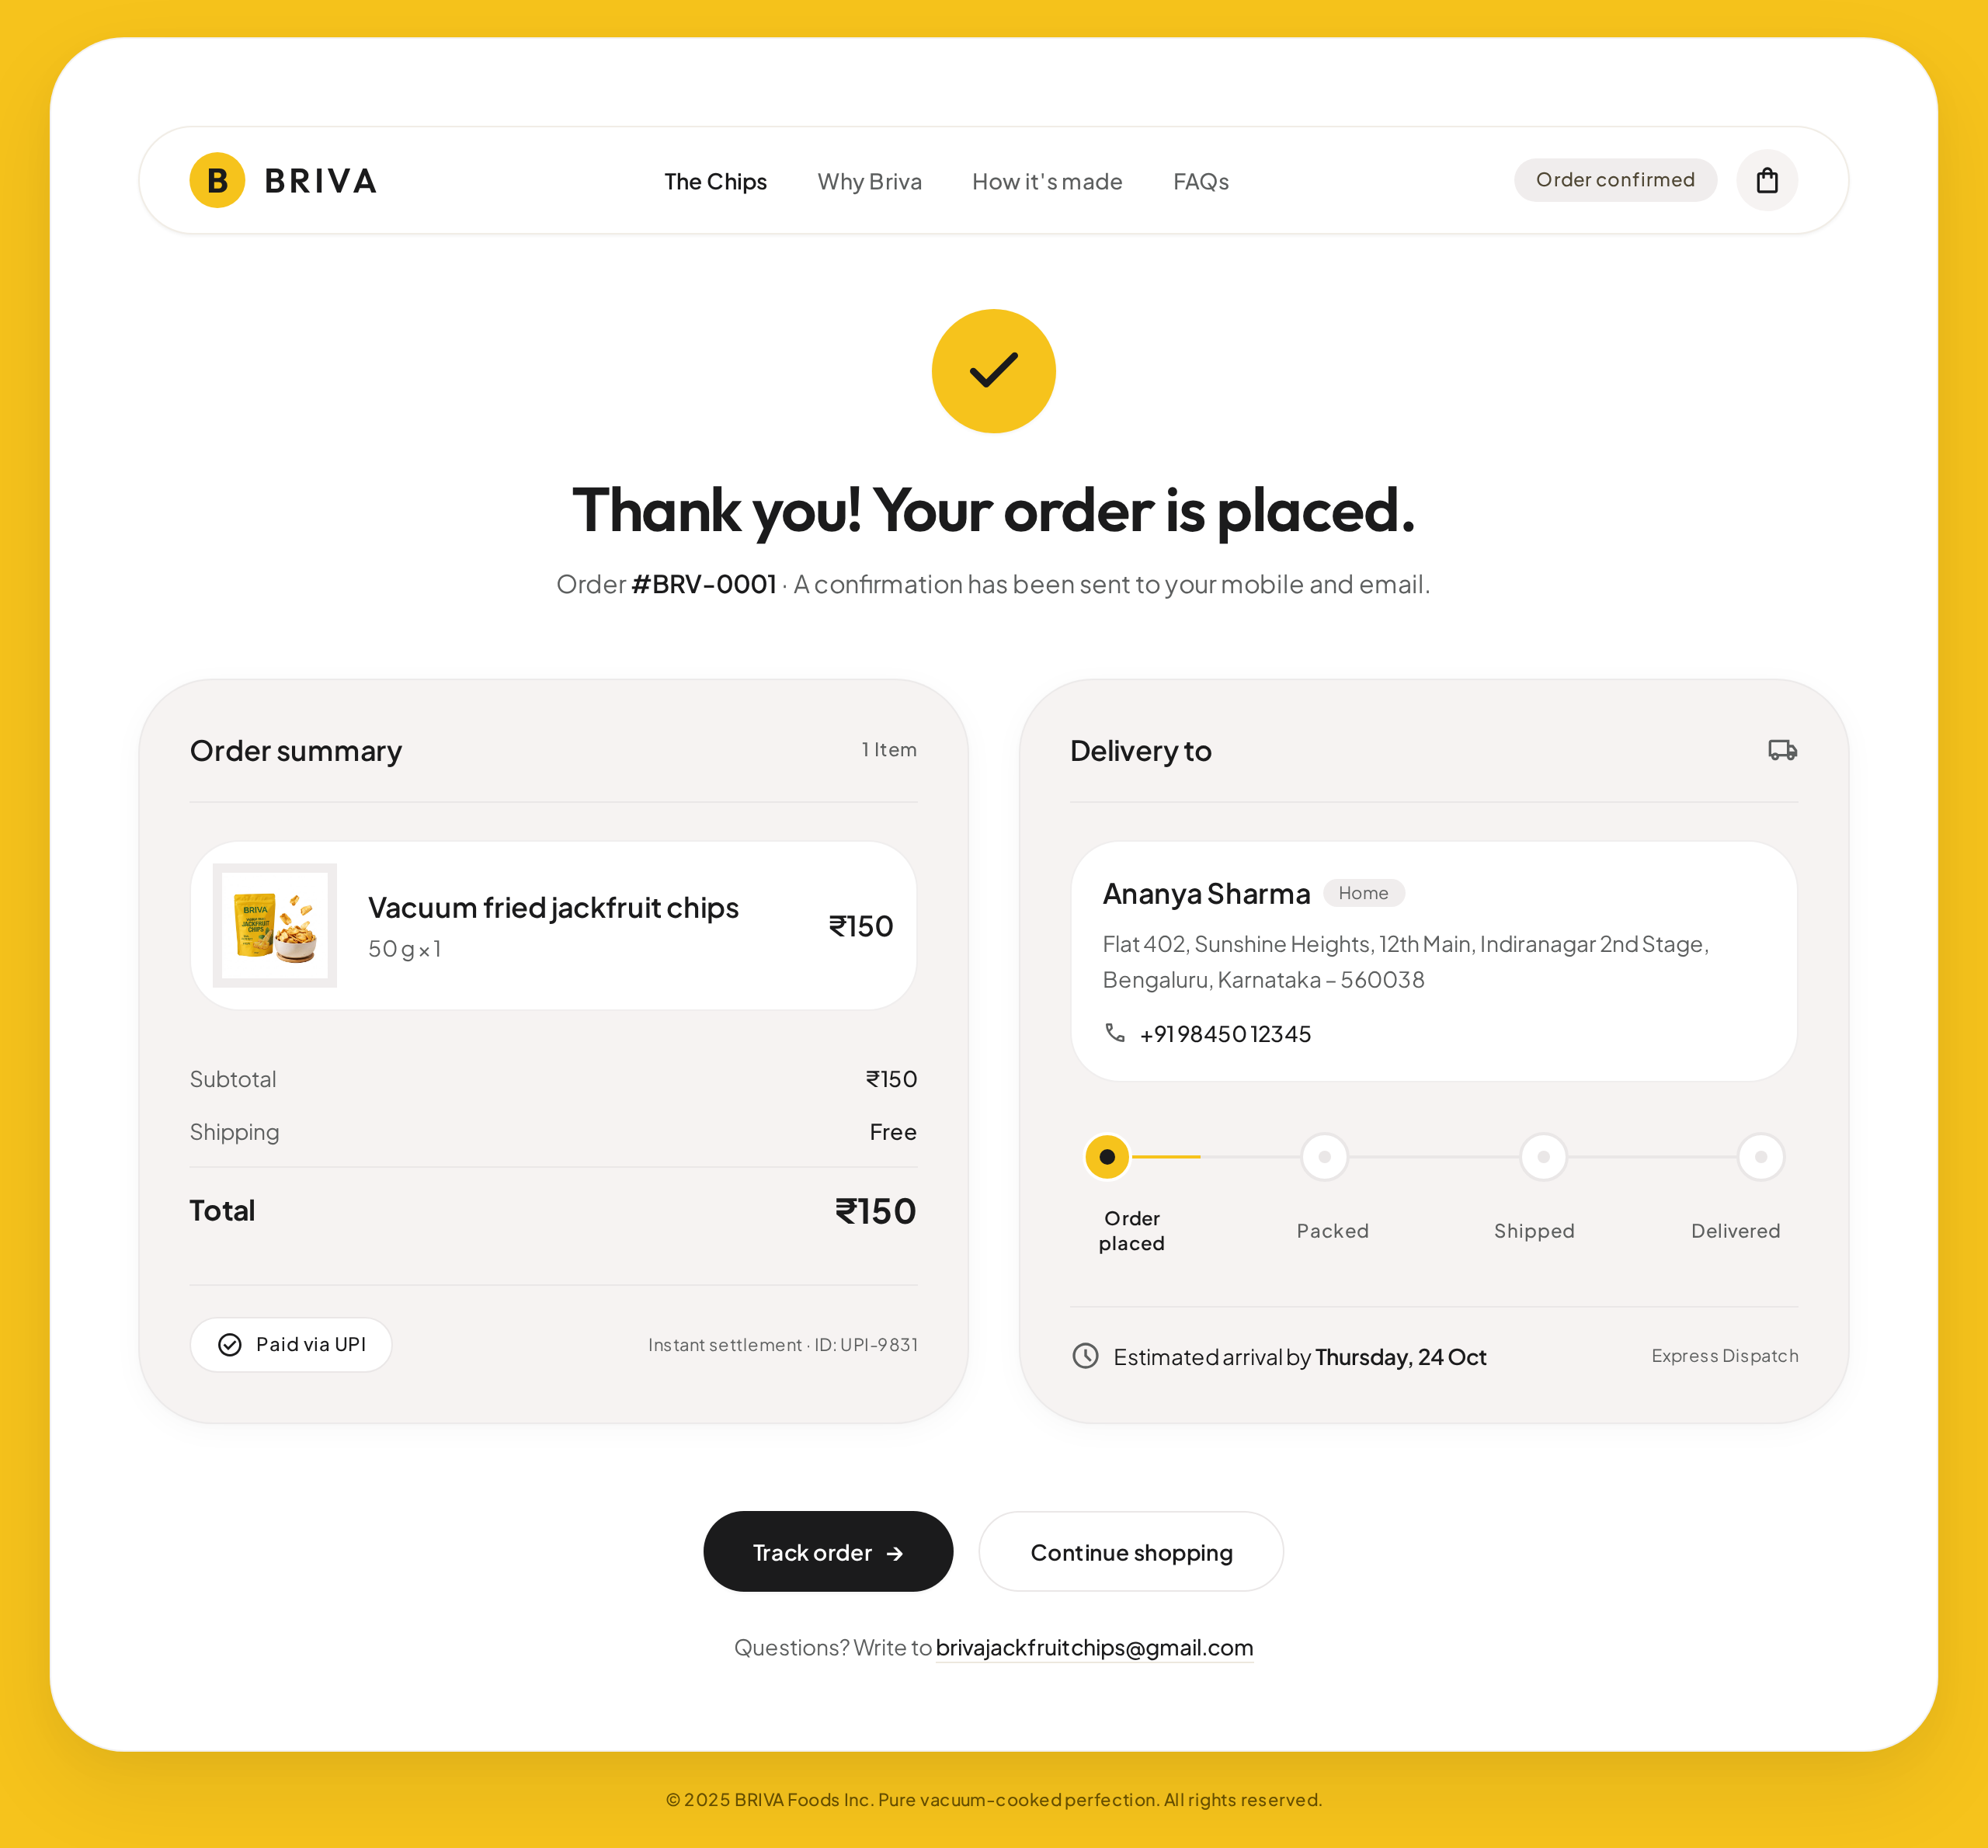 B BRIVA
The Chips
Why Briva
How it's made
FAQs
Order confirmed
Thank you! Your order is placed.
Order #BRV-0001 · A confirmation has been sent to your mobile and email.
Order summary
1 Item
BRIVA
JACKFRUIT
CHIPS
Vacuum fried jackfruit chips
50 g × 1
₹150
Subtotal
₹150
Shipping
Free
Total
₹150
Paid via UPI
Instant settlement · ID: UPI-9831
Delivery to
Ananya Sharma
Home
Flat 402, Sunshine Heights, 12th Main, Indiranagar 2nd Stage,
Bengaluru, Karnataka – 560038
+91 98450 12345
Order
placed
Packed
Shipped
Delivered
Estimated arrival by Thursday, 24 Oct
Express Dispatch
Track order →
Continue shopping
Questions? Write to brivajackfruitchips@gmail.com
© 2025 BRIVA Foods Inc. Pure vacuum-cooked perfection. All rights reserved.